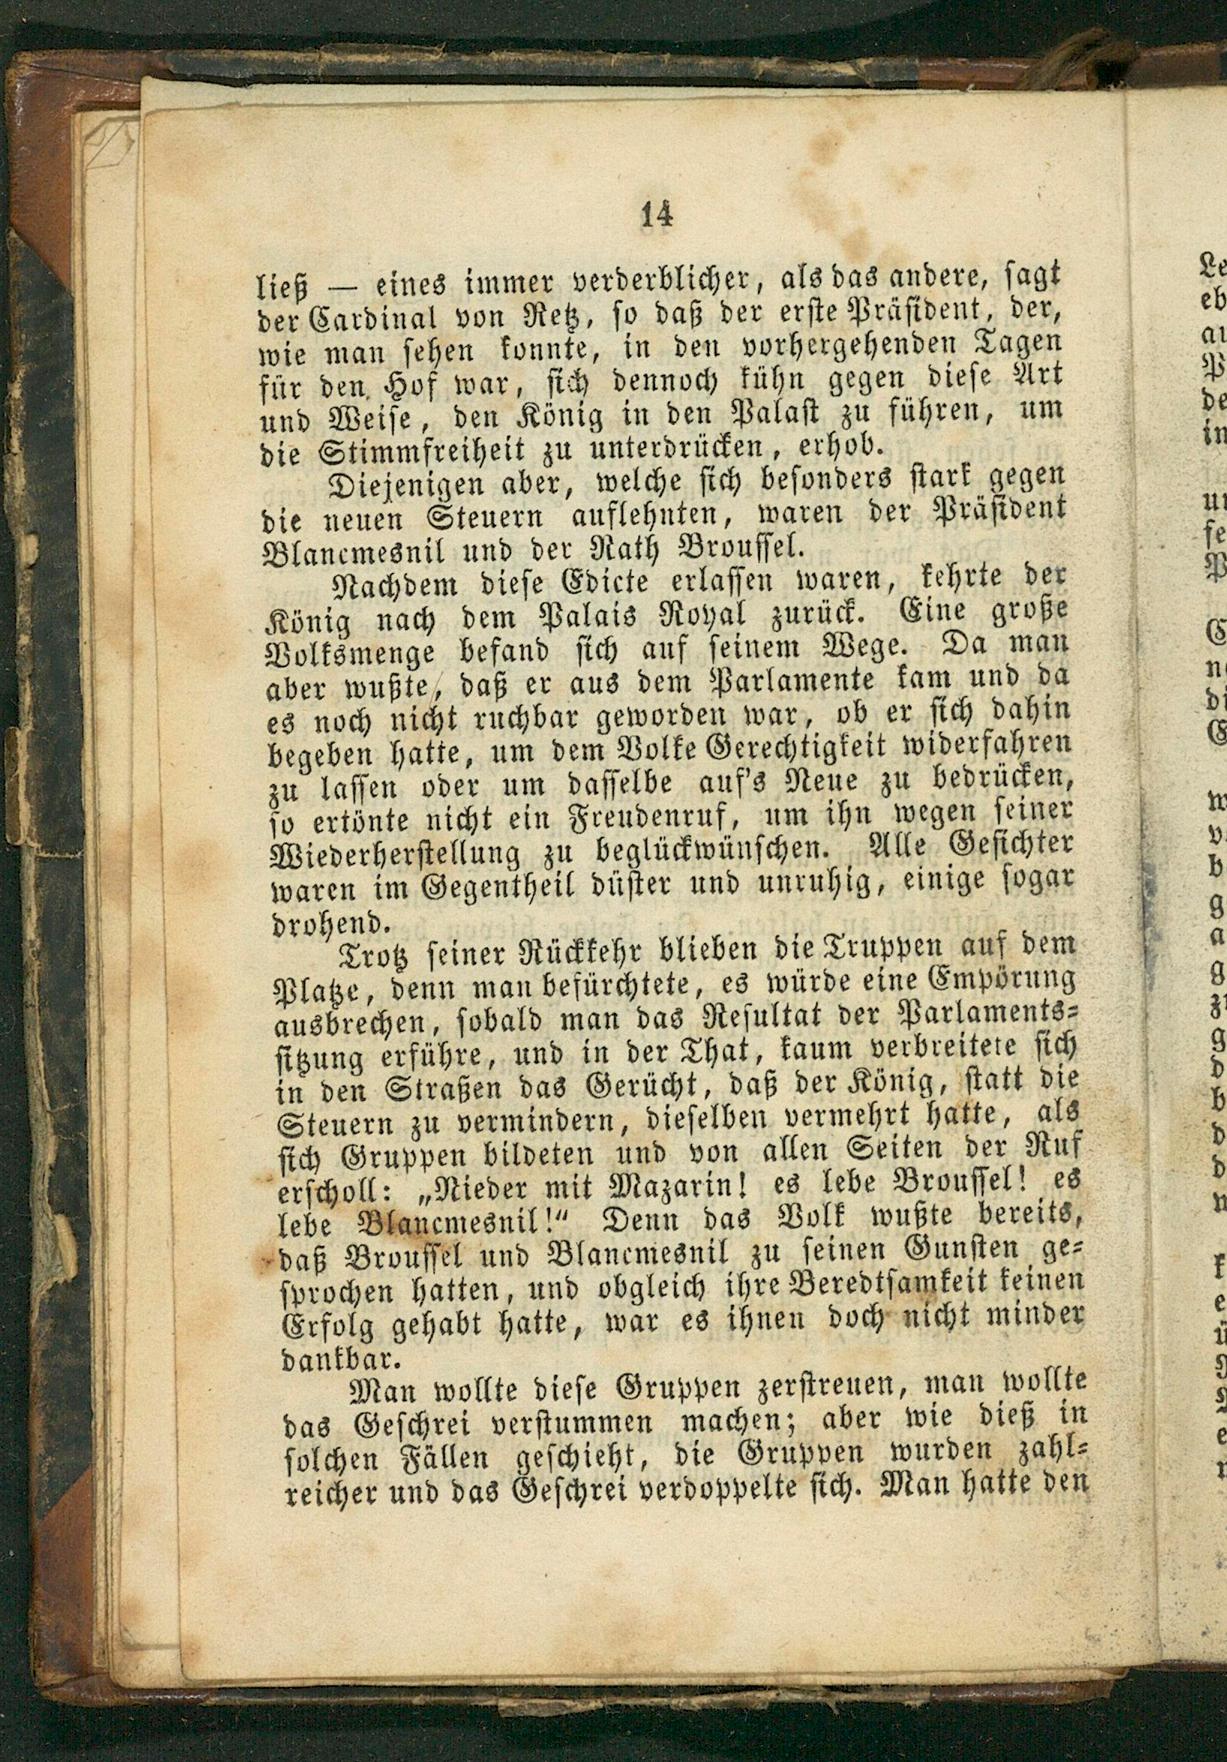 14
ließ — eines immer verderblicher, als das andere, sagt
der Cardinal von Retz, so daß der erste Präsident, der,
wie man sehen konnte, in den vorhergehenden Tagen
für den Hof war, sich dennoch kühn gegen diese Art
und Weise, den König in den Palast zu führen, um
die Stimmfreiheit zu unterdrücken, erhob.
Diejenigen aber, welche sich besonders stark gegen
die neuen Steuern auflehnten, waren der Präsident
Blancmesnil und der Rath Broussel.
Nachdem diese Edicte erlassen waren, kehrte der
König nach dem Palais Royal zurück. Eine große
Volksmenge befand sich auf seinem Wege. Da man
aber wußte, daß er aus dem Parlamente kam und da
es noch nicht ruchbar geworden war, ob er sich dahin
begeben hatte, um dem Volke Gerechtigkeit widerfahren
zu lassen oder um dasselbe auf's Neue zu bedrücken,
so ertönte nicht ein Freudenruf, um ihn wegen seiner
Wiederherstellung zu beglückwünschen. Alle Gesichter
waren im Gegentheil düster und unruhig, einige sogar
drohend.
Trotz seiner Rückkehr blieben die Truppen auf dem
Platze, denn man befürchtete, es würde eine Empörung
ausbrechen, sobald man das Resultat der Parlaments-
sitzung erführe, und in der That, kaum verbreitete sich
in den Straßen das Gerücht, daß der König, statt die
Steuern zu vermindern, dieselben vermehrt hatte, als
sich Gruppen bildeten und von allen Seiten der Ruf
erscholl: „Nieder mit Mazarin! es lebe Broussel! es
lebe Blancmesnil!“ Denn das Volk wußte bereits,
daß Broussel und Blancmesnil zu seinen Gunsten ge-
sprochen hatten, und obgleich ihre Beredtsamkeit keinen
Erfolg gehabt hatte, war es ihnen doch nicht minder
dankbar.
Man wollte diese Gruppen zerstreuen, man wollte
das Geschrei verstummen machen; aber wie dieß in
solchen Fällen geschieht, die Gruppen wurden zahl-
reicher und das Geschrei verdoppelte sich. Man hatte den